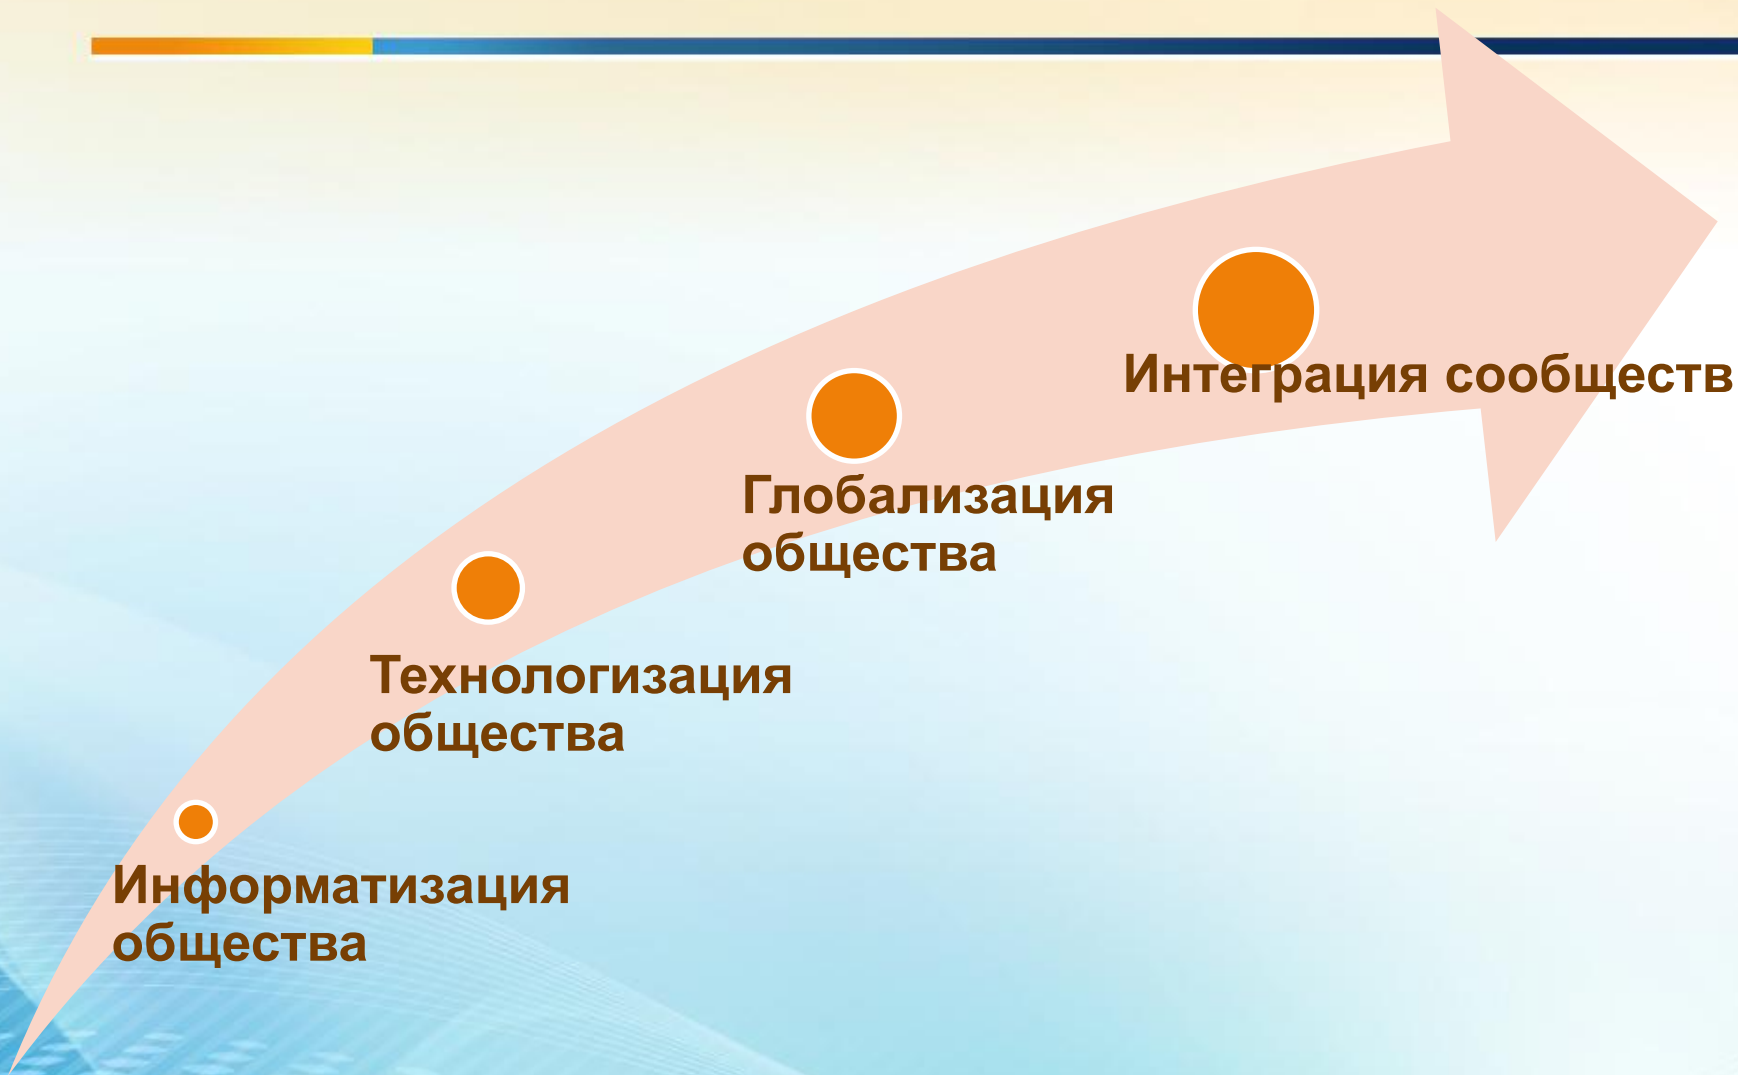 Интеграция сообществ
Глобализация
общества
Технологизация
общества
Информатизация
общества